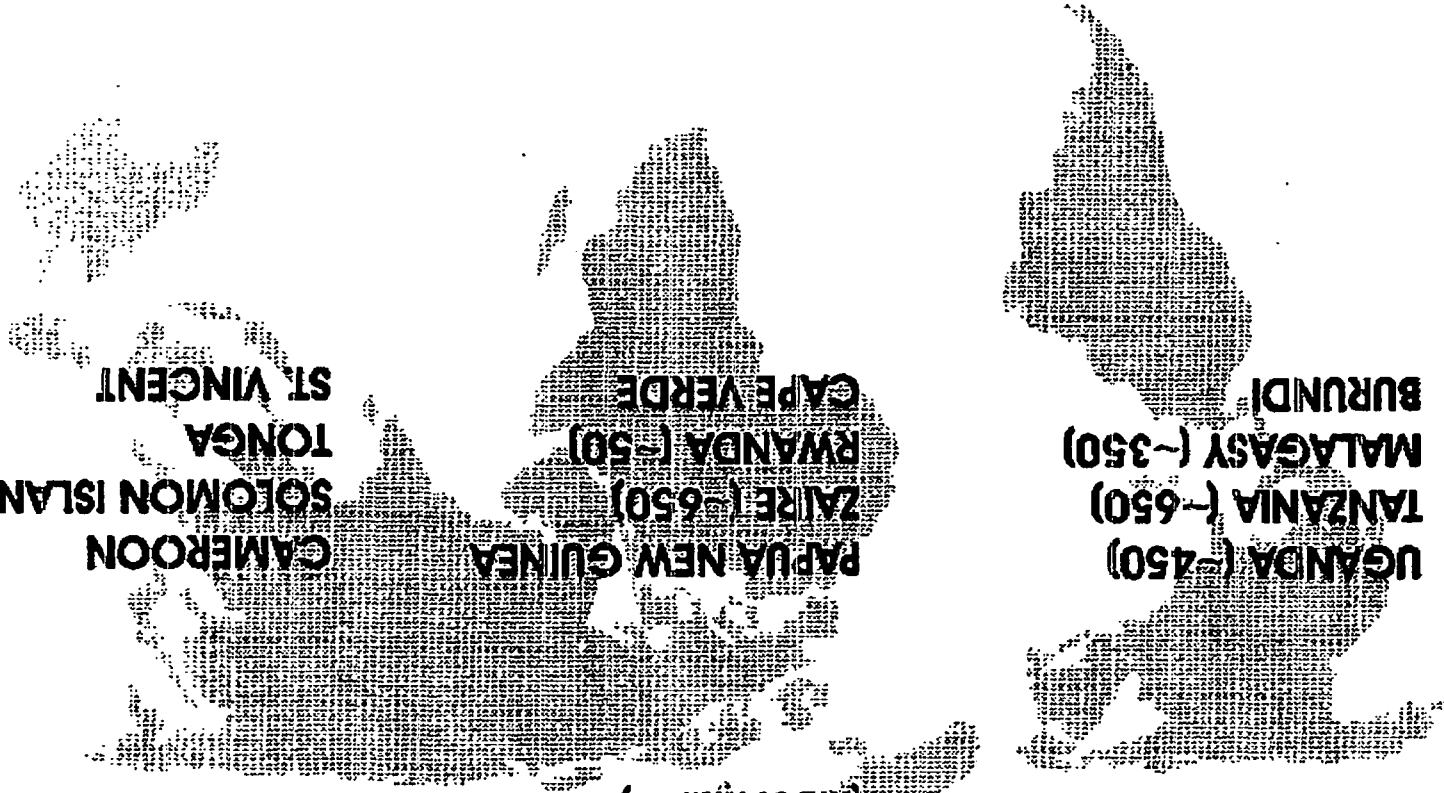 UGANDA (~450)
TANZANIA (~650)
MALAGASY (~350)
BURUNDI
PAPUA NEW GUINEA
ZAIRE (~650)
RWANDA (~50)
CAPE VERDE
CAMEROON
SOLOMON ISLAN
TONGA
ST. VINCENT